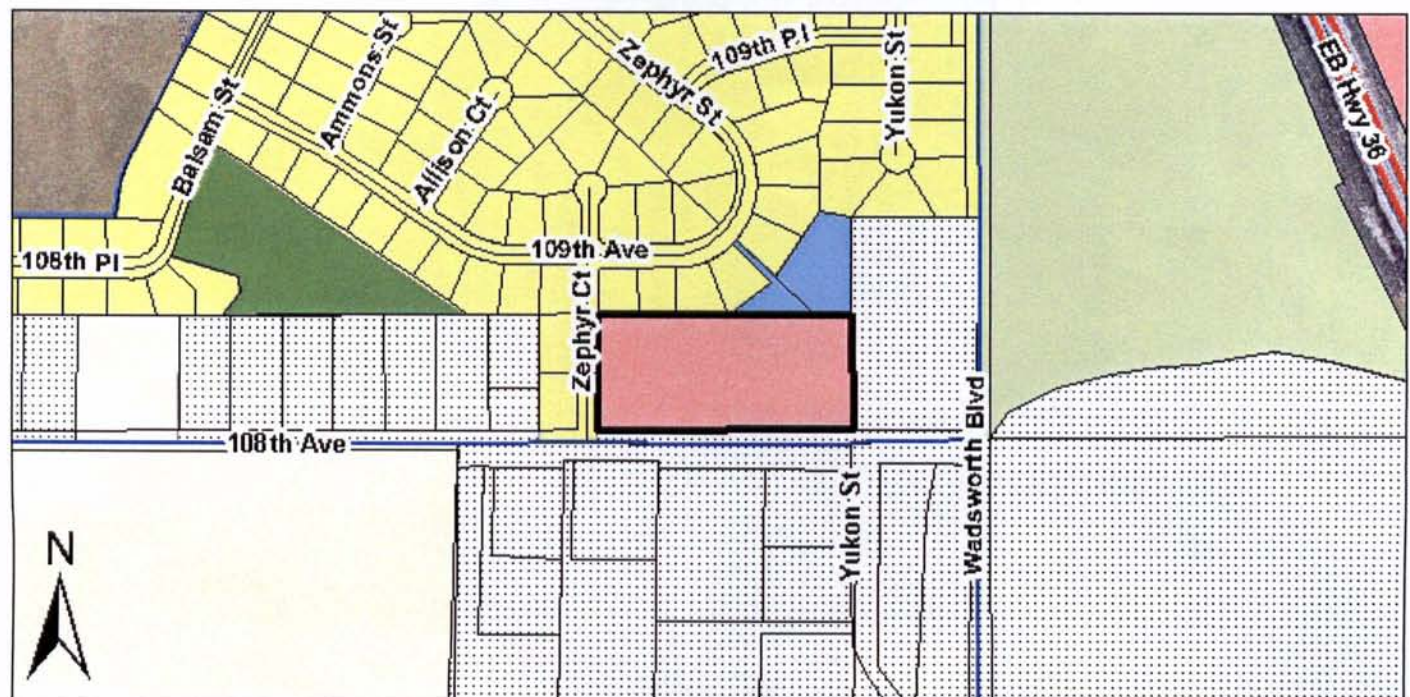 Ammons St
Zephyr St
109th Pl
Yukon St
EB Hwy 36
Balsam St
Allison Ct
109th Ave
108th Pl
Zephyr Ct
108th Ave
Wadsworth Blvd
Yukon St
N